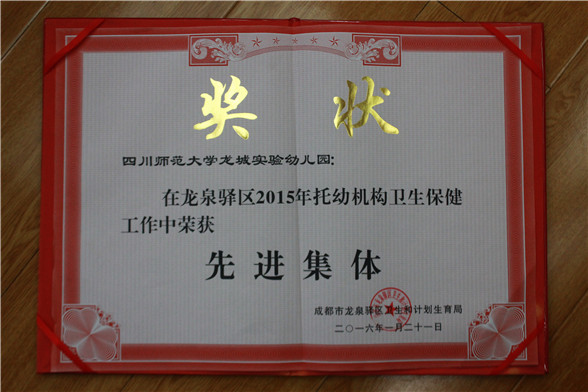 奖状
四川师范大学龙城实验幼儿园:
在龙泉驿区2015年托幼机构卫生保健
工作中荣获
先进集体
成都市龙泉驿区卫生和计划生育局
二〇一六年一月二十一日